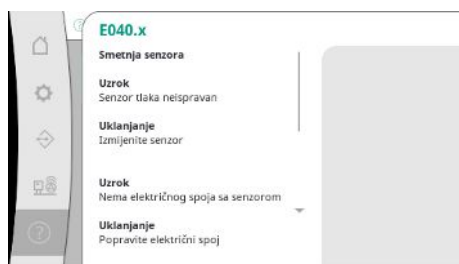 E040.x
Smetnja senzora
Uzrok
Senzor tlaka neispravan
Uklanjanje
Izmijenite senzor
Uzrok
Nema električnog spoja sa senzorom
Uklanjanje
Popravite električni spoj